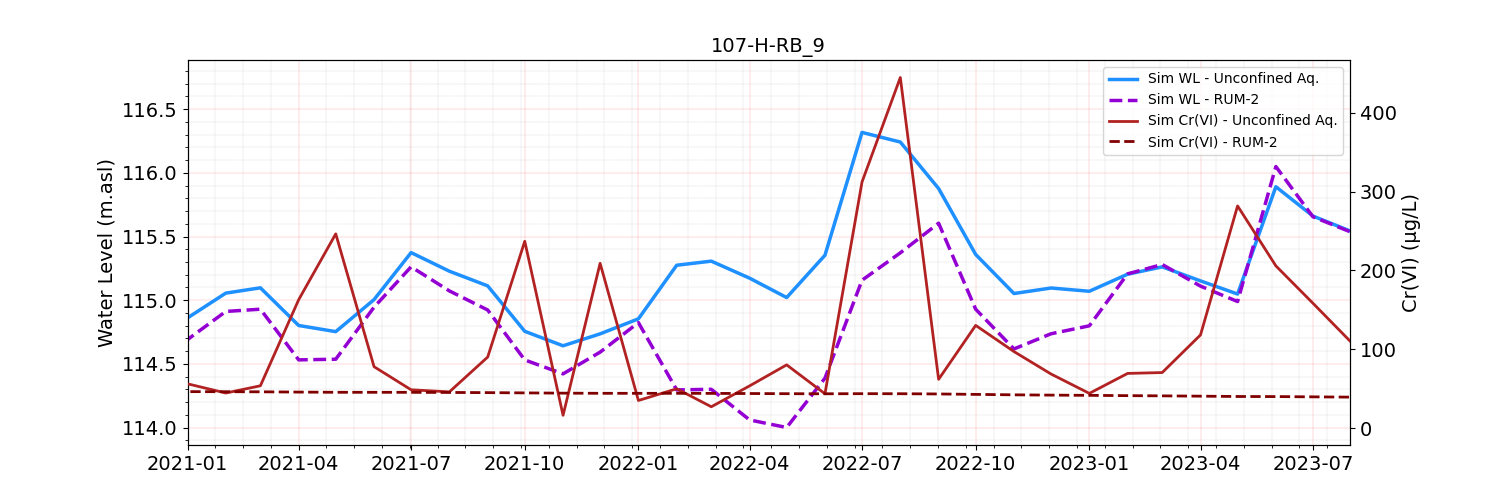 107-H-RB_9
Water Level (m.asl)
116.5
116.0
115.5
115.0
114.5
114.0
Sim WL - Unconfined Aq.
Sim WL - RUM-2
Sim Cr(VI) - Unconfined Aq.
Sim Cr(VI) - RUM-2
400
300
200
100
0
Cr(VI) (µg/L)
2021-01 2021-04 2021-07 2021-10 2022-01 2022-04 2022-07 2022-10 2023-01 2023-04 2023-07